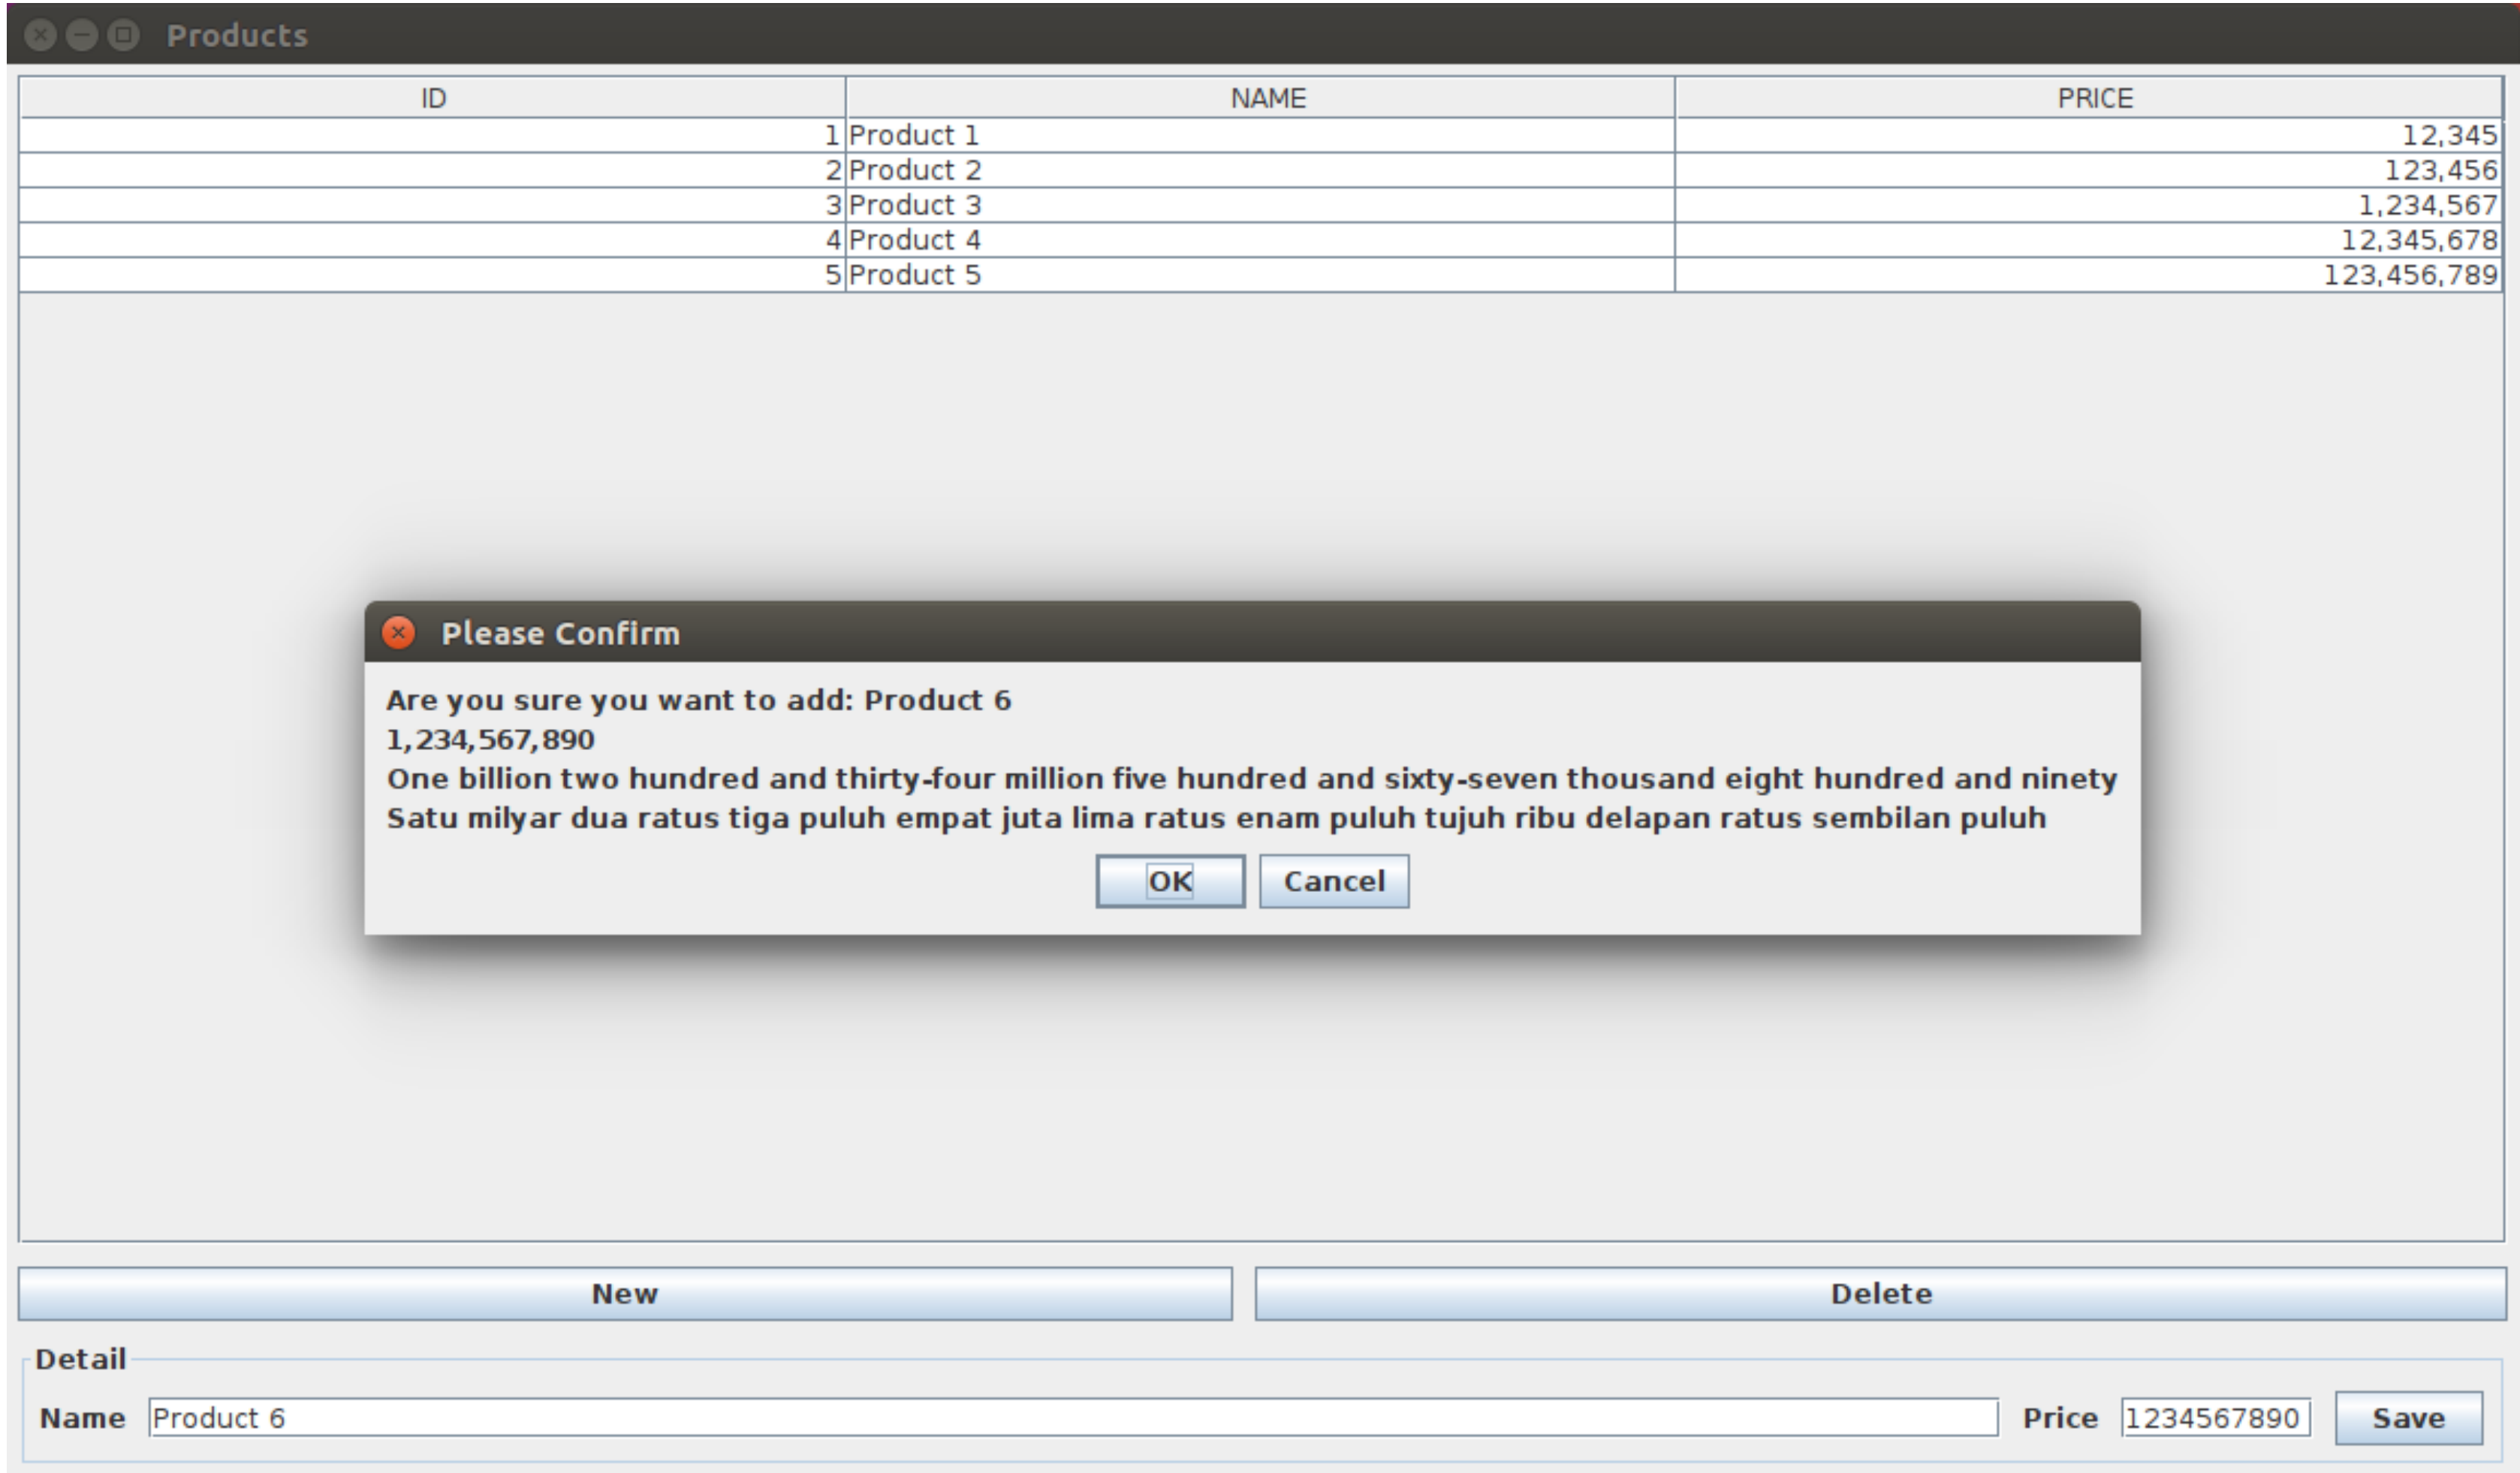 Products
ID NAME PRICE
1 Product 1 12,345
2 Product 2 123,456
3 Product 3 1,234,567
4 Product 4 12,345,678
5 Product 5 123,456,789
Please Confirm
Are you sure you want to add: Product 6
1,234,567,890
One billion two hundred and thirty-four million five hundred and sixty-seven thousand eight hundred and ninety
Satu milyar dua ratus tiga puluh empat juta lima ratus enam puluh tujuh ribu delapan ratus sembilan puluh
OK Cancel
New Delete
Detail
Name Product 6 Price 1234567890 Save